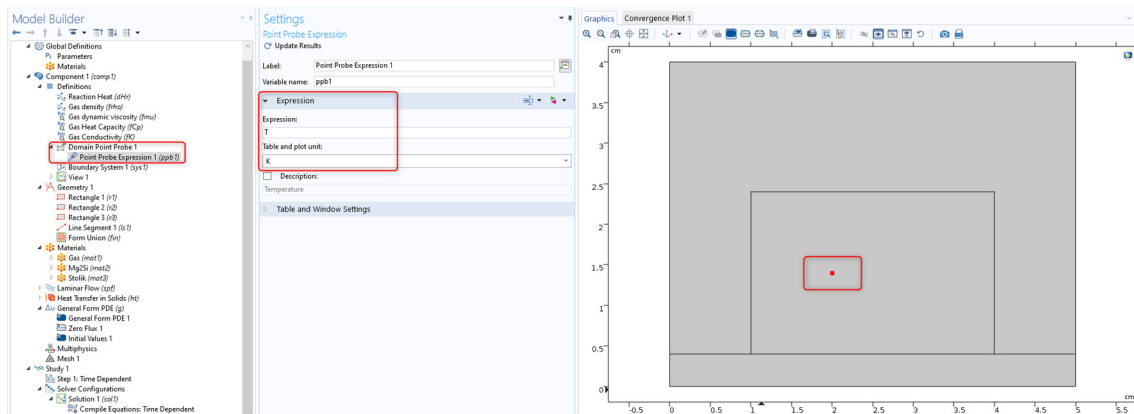 Model Builder
Global Definitions
Pi Parameters
Materials
Component 1 (comp1)
Definitions
Reaction Heat (dHr)
Gas density (frho)
Gas dynamic viscosity (fmu)
Gas Heat Capacity (fCp)
Gas Conductivity (fK)
Domain Point Probe 1
Point Probe Expression 1 (ppb1)
Boundary System 1 (sys1)
View 1
Geometry 1
Rectangle 1 (r1)
Rectangle 2 (r2)
Rectangle 3 (r3)
Line Segment 1 (ls1)
Form Union (fin)
Materials
Gas (mat1)
Mg2Si (mat2)
Stolik (mat3)
Laminar Flow (spf)
Heat Transfer in Solids (ht)
Δu General Form PDE (g)
General Form PDE 1
Zero Flux 1
Initial Values 1
Multiphysics
Mesh 1
Study 1
Step 1: Time Dependent
Solver Configurations
Solution 1 (sol1)
Compile Equations: Time Dependent
Settings
Point Probe Expression
Update Results
Label: Point Probe Expression 1
Variable name: ppb1
Expression
Expression:
T
Table and plot unit:
K
Description:
Temperature
Table and Window Settings
Graphics Convergence Plot 1
cm
4
3.5
3
2.5
2
1.5
1
0.5
0
cm
-0.5 0 0.5 1 1.5 2 2.5 3 3.5 4 4.5 5 5.5